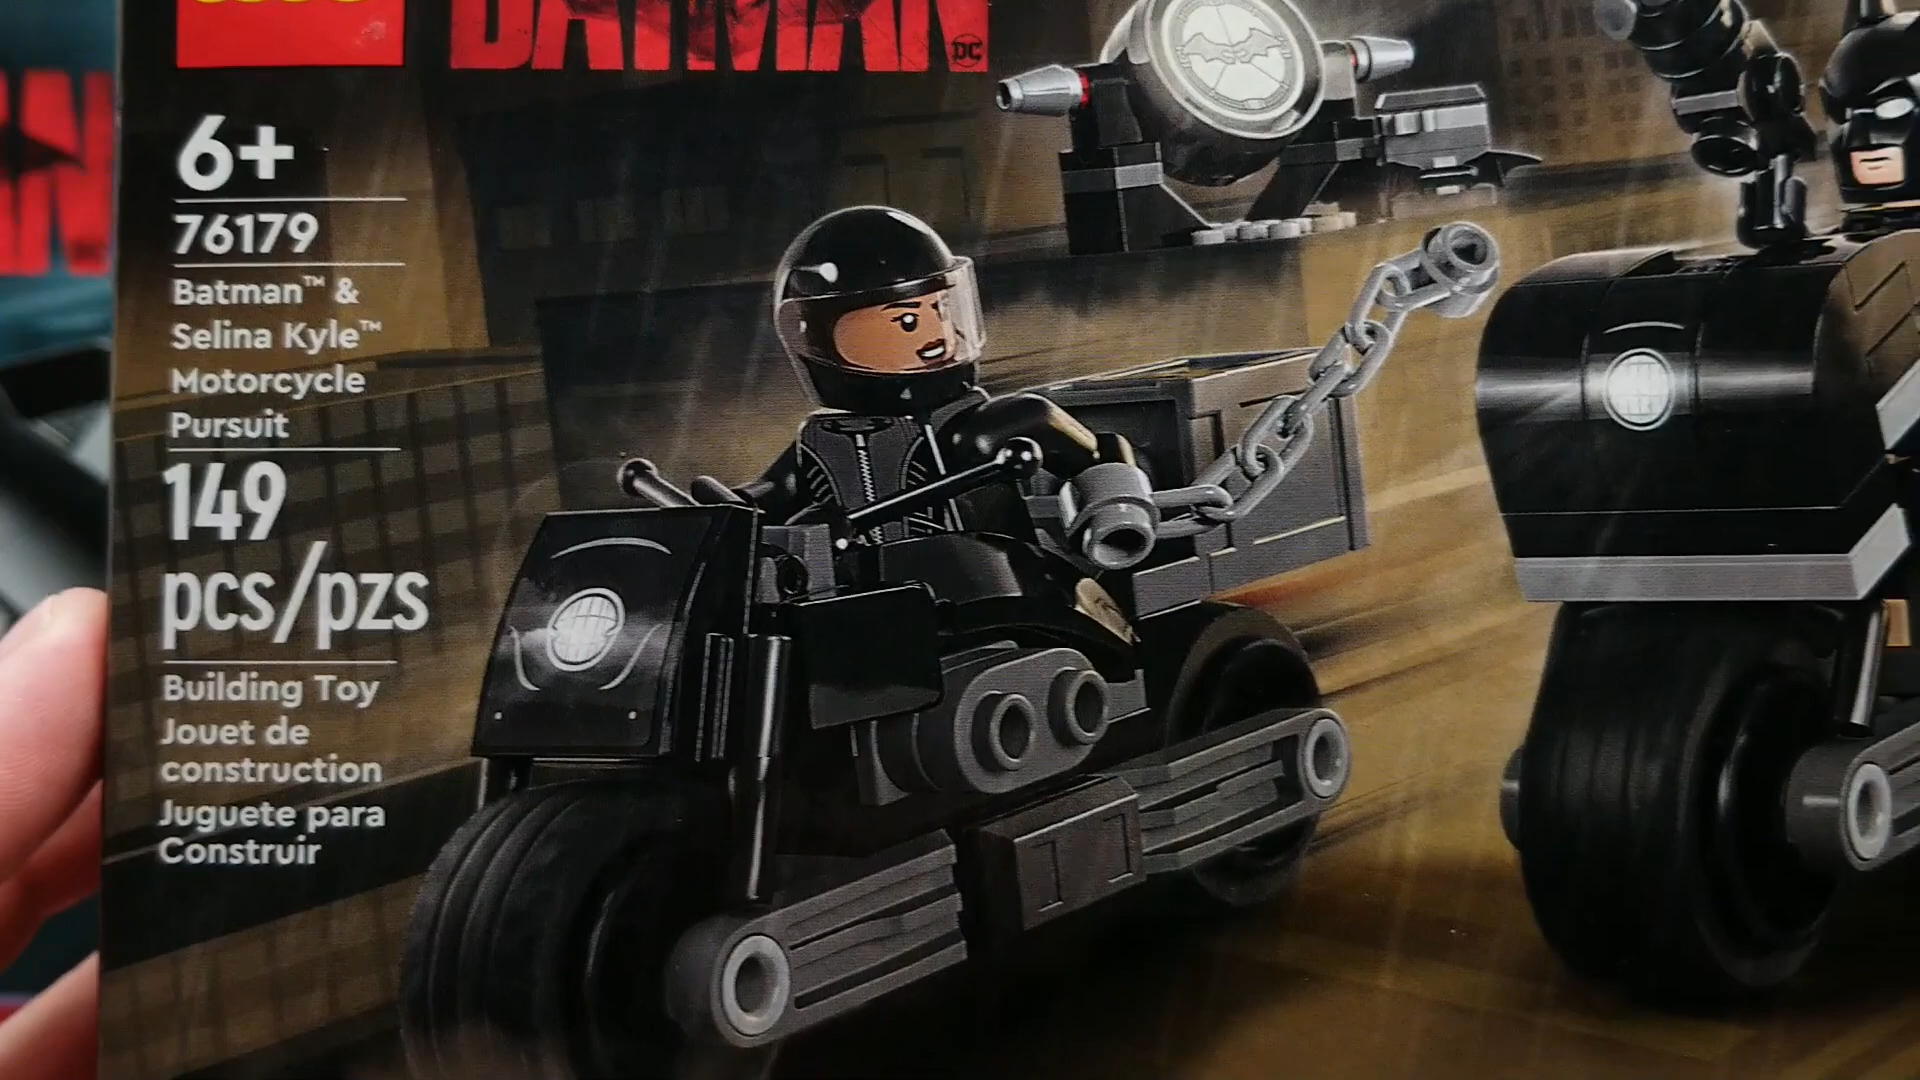 BATMAN
DC
6+
76179
Batman™ &
Selina Kyle™
Motorcycle
Pursuit
149
pcs/pzs
Building Toy
Jouet de
construction
Juguete para
Construir